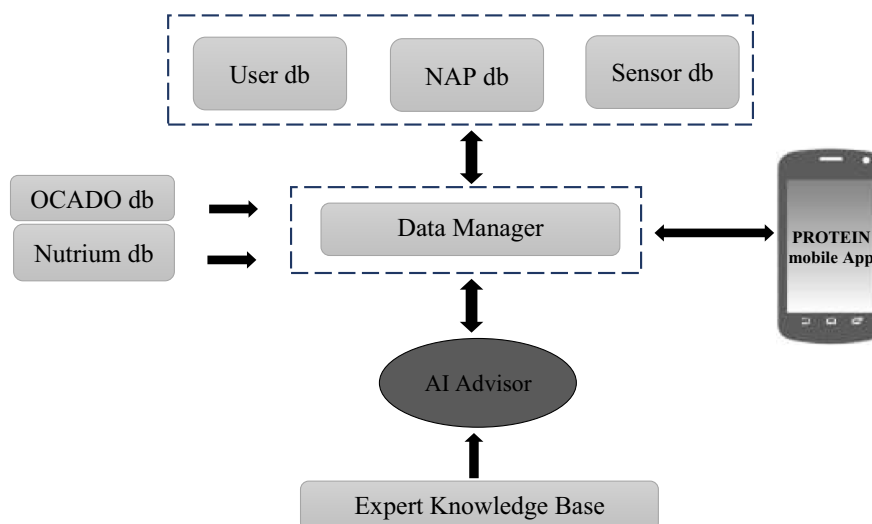 User db
NAP db
Sensor db
OCADO db
Nutrium db
Data Manager
PROTEIN
mobile App
AI Advisor
Expert Knowledge Base